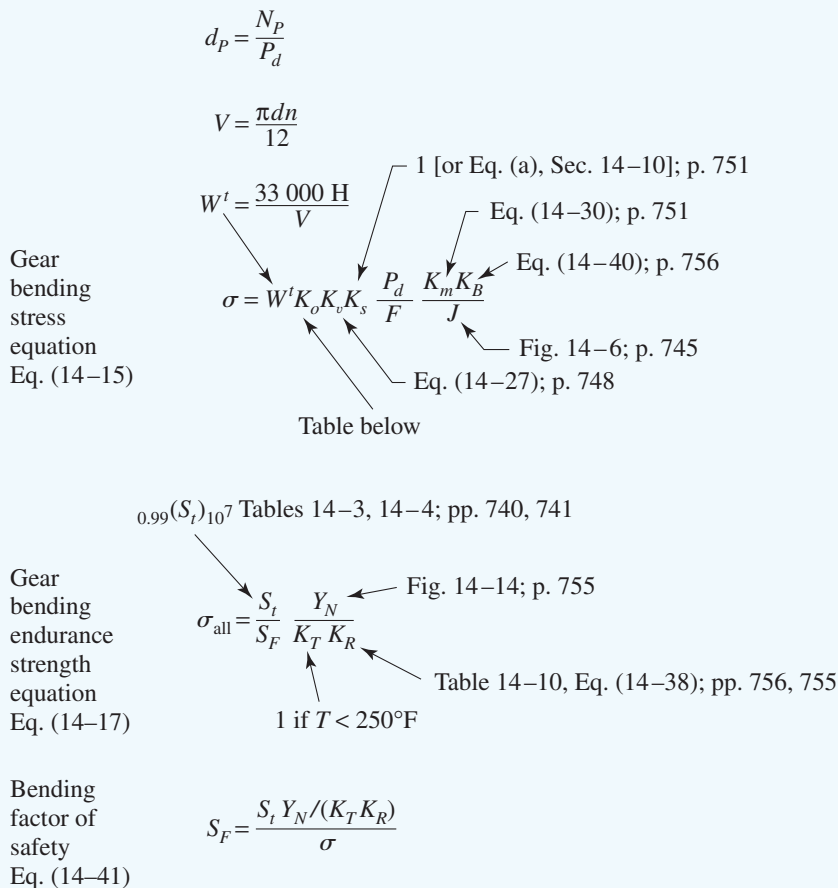 d_P = N_P / P_d
V = πdn / 12
1 [or Eq. (a), Sec. 14–10]; p. 751
W^t = 33 000 H / V
Eq. (14–30); p. 751
Gear
bending
stress
equation
Eq. (14–15)
Eq. (14–40); p. 756
σ = W^t K_o K_v K_s P_d / F K_m K_B / J
Fig. 14–6; p. 745
Eq. (14–27); p. 748
Table below
0.99(S_t)10^7 Tables 14–3, 14–4; pp. 740, 741
Gear
bending
endurance
strength
equation
Eq. (14–17)
Fig. 14–14; p. 755
σ_all = S_t / S_F Y_N / K_T K_R
Table 14–10, Eq. (14–38); pp. 756, 755
1 if T < 250°F
Bending
factor of
safety
Eq. (14–41)
S_F = S_t Y_N /(K_T K_R) / σ